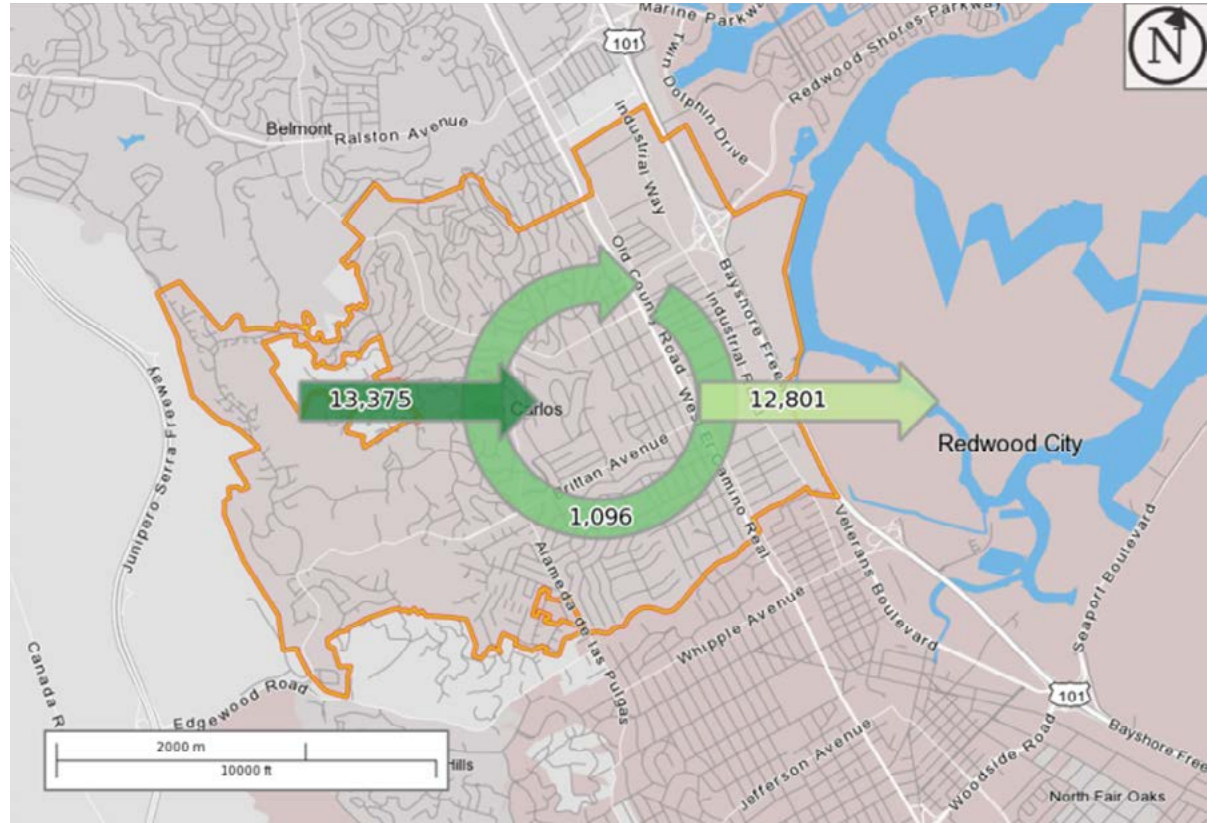 Marine Parkwa
101
Twin Dolphin Drive
Redwood Shores Parkway
N
Belmont
Ralston Avenue
Industrial Way
Old County Road West
Bayshore Free
Industrial R
Junipero Serra Freeway
13,375
Carlos
12,801
Redwood City
Brittan Avenue
El Camino Real
1,096
Alameda de las Pulgas
Whipple Avenue
Veterans Boulevard
Seaport Boulevard
Canada R
Edgewood Road
101
Bayshore Free
2000 m
10000 ft
Hills
Jefferson Avenue
Woodside Road
North Fair Oaks